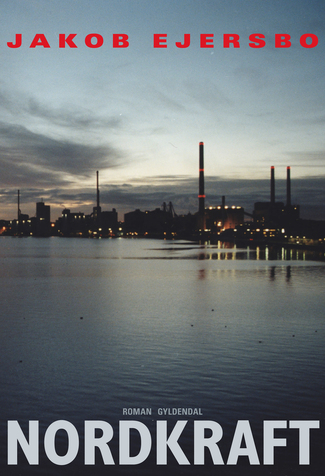 JAKOB EJERSBO
ROMAN GYLDENDAL
NORDKRAFT